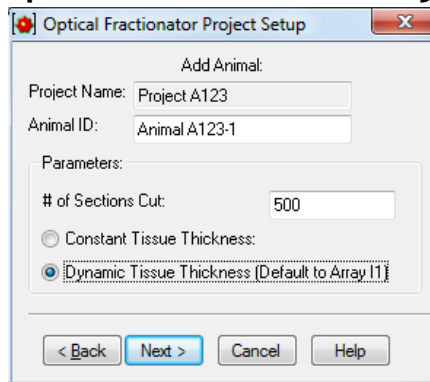 Optical Fractionator Project Setup
Add Animal:
Project Name: Project A123
Animal ID: Animal A123-1
Parameters:
# of Sections Cut: 500
Constant Tissue Thickness:
Dynamic Tissue Thickness (Default to Array I1)
< Back Next > Cancel Help